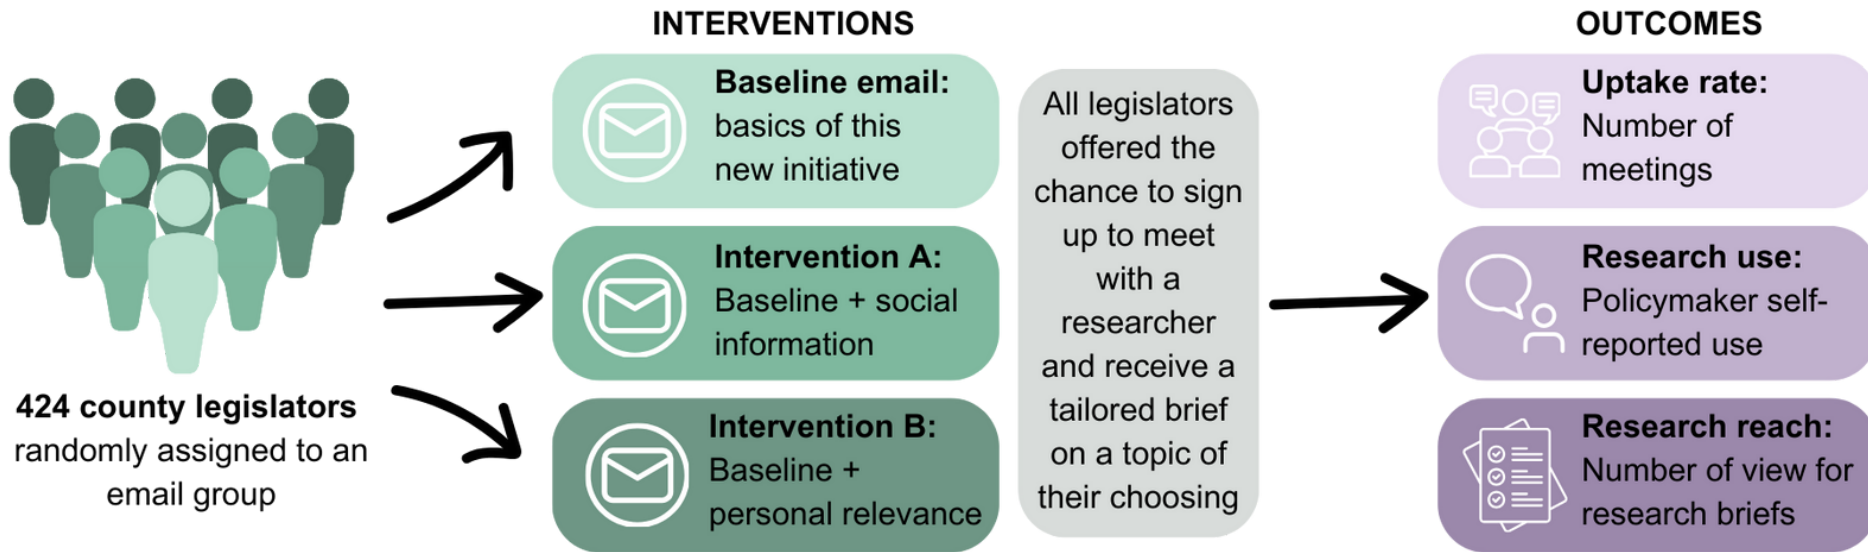 424 county legislators
randomly assigned to an
email group
INTERVENTIONS
Baseline email:
basics of this
new initiative
Intervention A:
Baseline + social
information
Intervention B:
Baseline +
personal relevance
All legislators
offered the
chance to sign
up to meet
with a
researcher
and receive a
tailored brief
on a topic of
their choosing
OUTCOMES
Uptake rate:
Number of
meetings
Research use:
Policymaker self-
reported use
Research reach:
Number of view for
research briefs